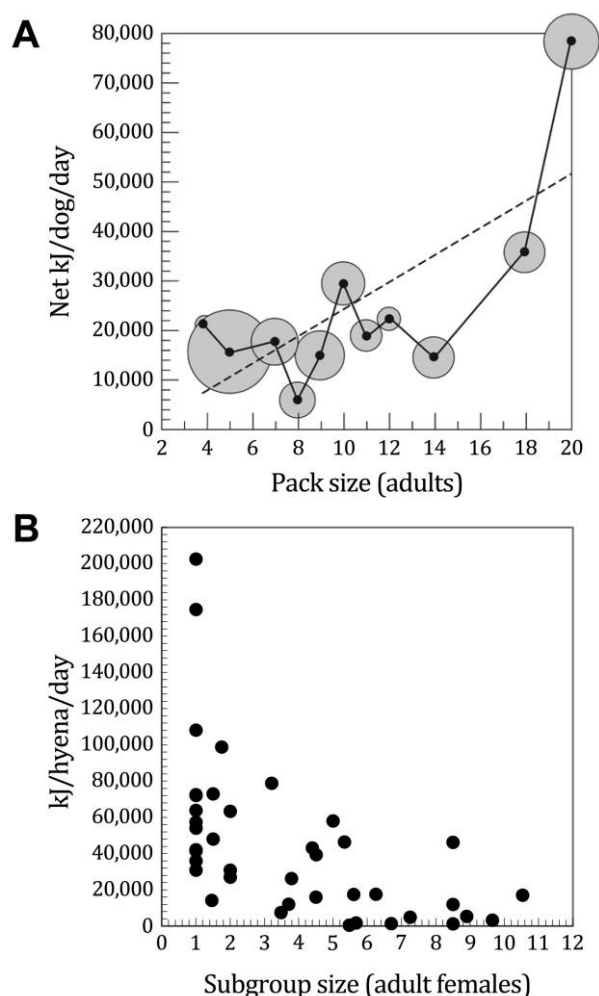 A
80,000
70,000
60,000
50,000
40,000
30,000
20,000
10,000
0
Net kJ/dog/day
2 4 6 8 10 12 14 16 18 20
Pack size (adults)
B
220,000
200,000
180,000
160,000
140,000
120,000
100,000
80,000
60,000
40,000
20,000
0
kJ/hyena/day
0 1 2 3 4 5 6 7 8 9 10 11 12
Subgroup size (adult females)